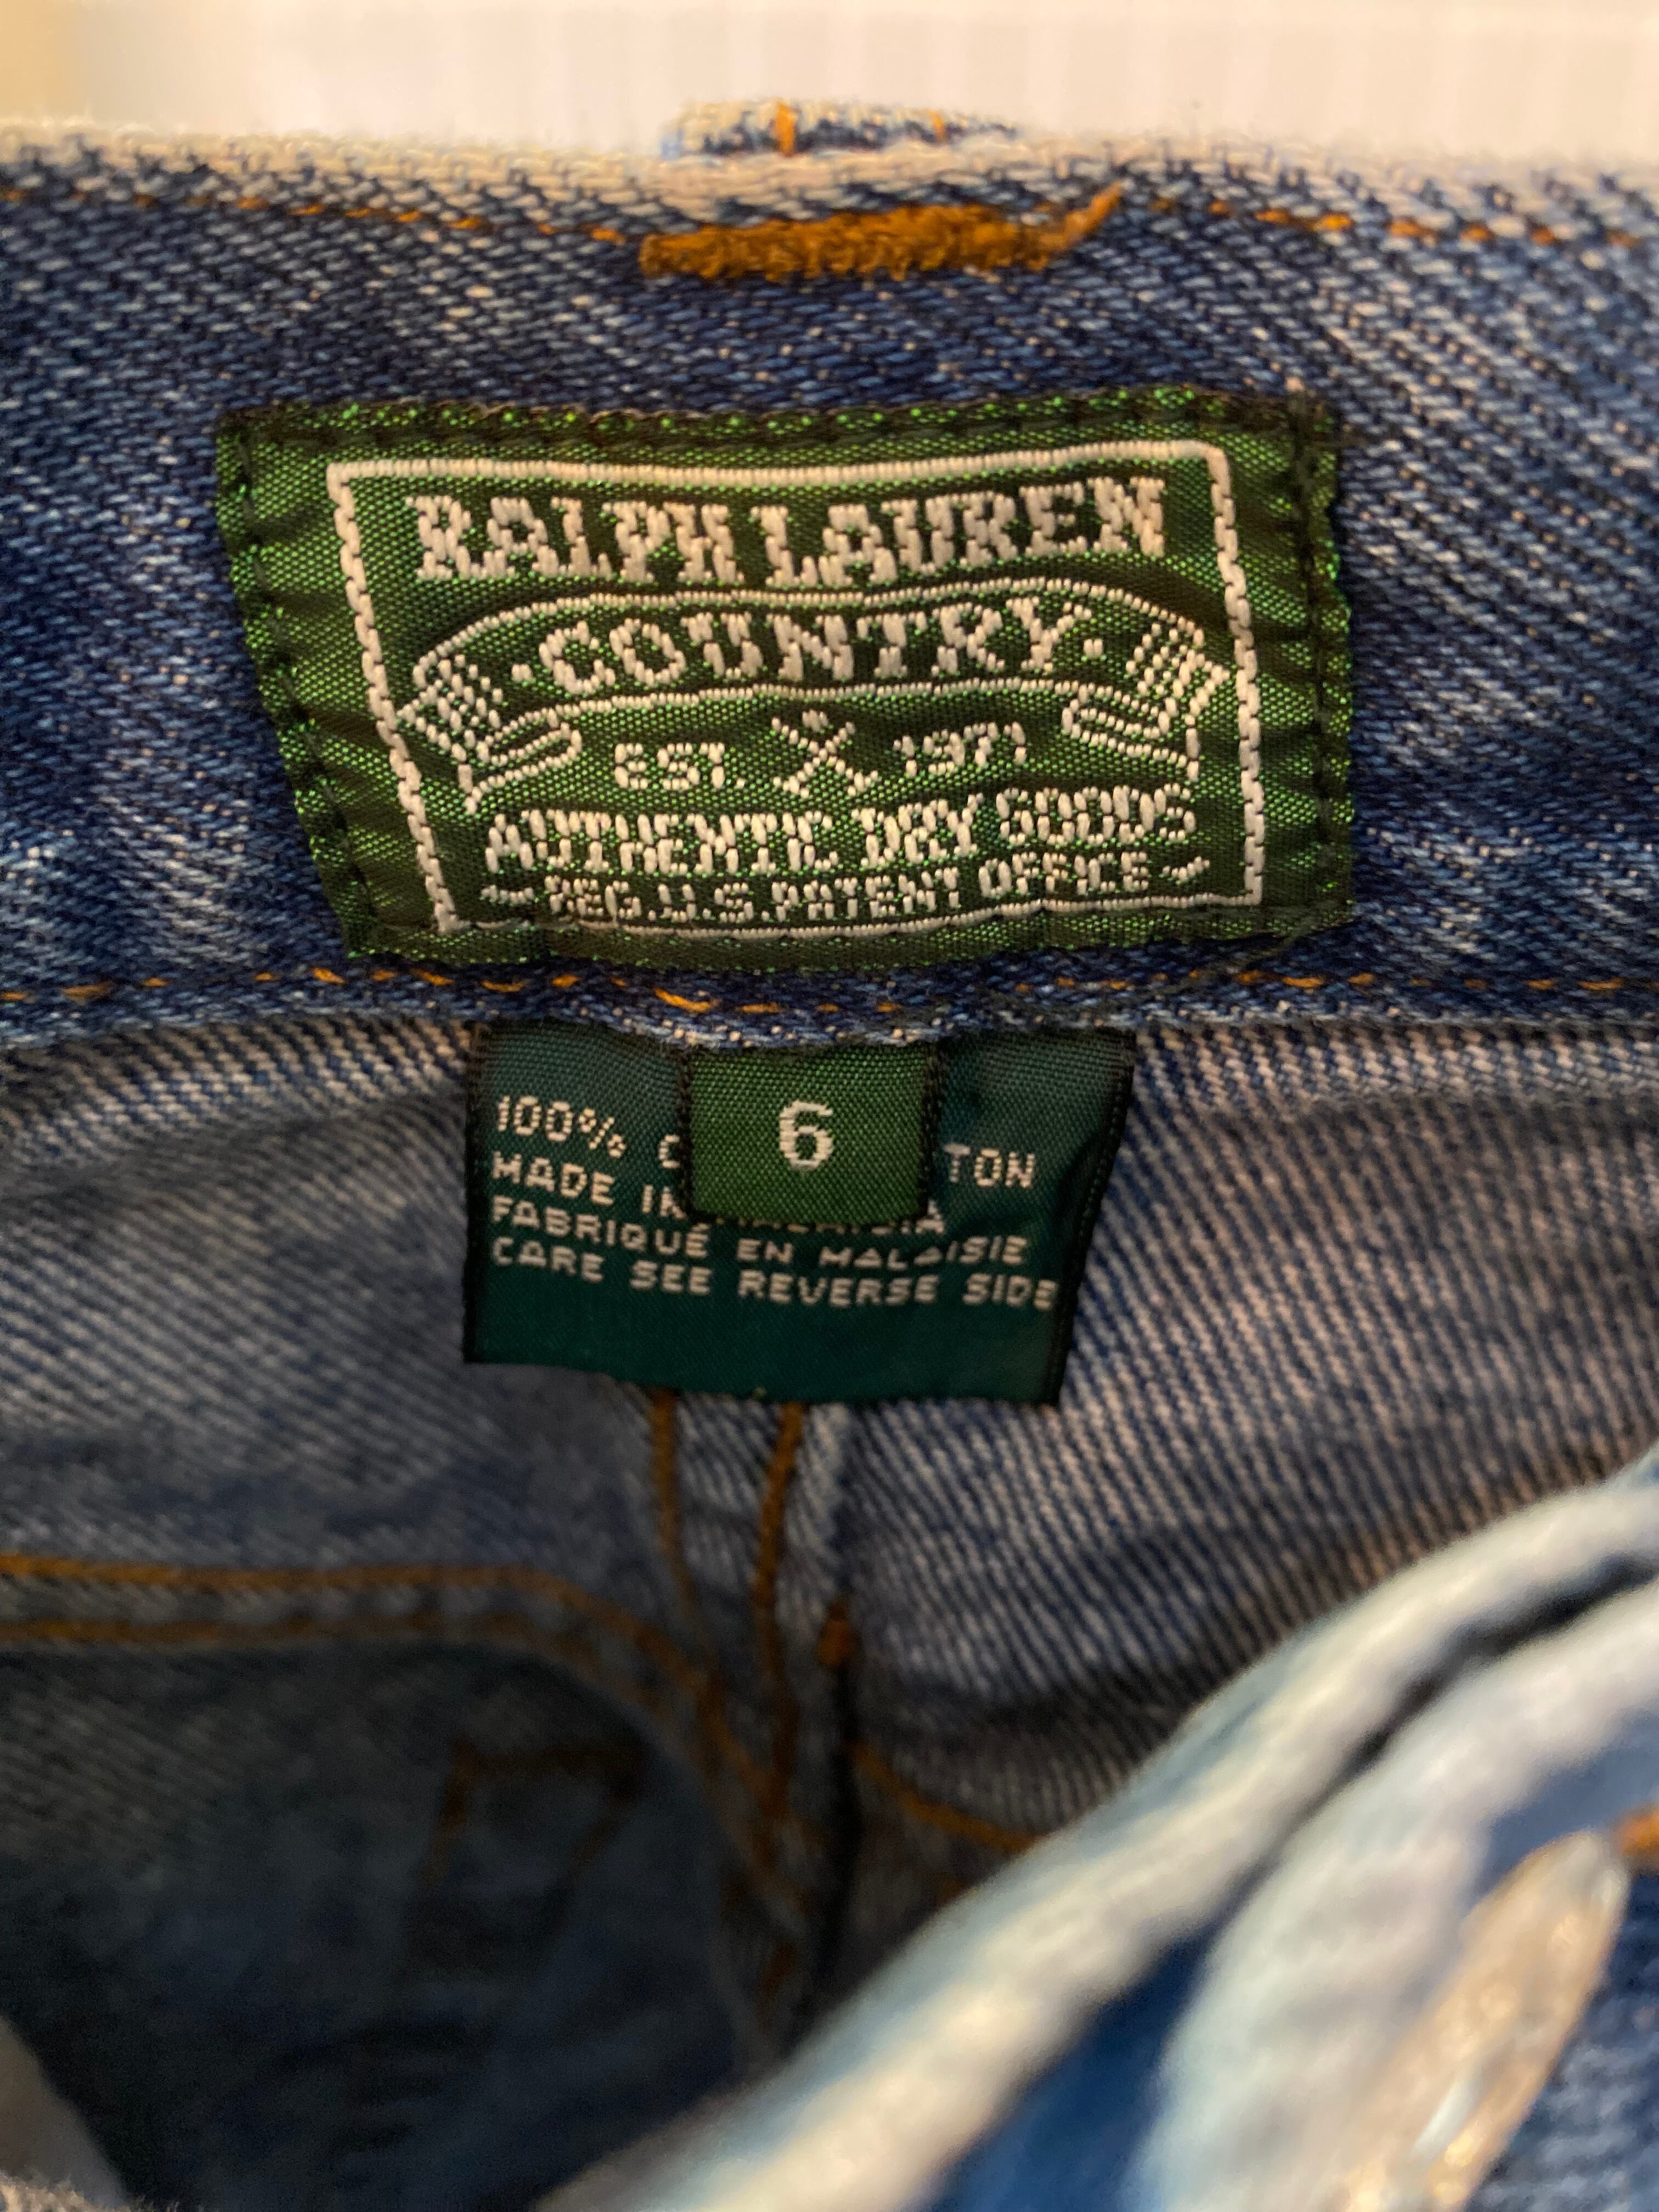 RALPH LAUREN
·COUNTRY·
EST. 1971
AUTHENTIC DRY GOODS
REG. U.S. PATENT OFFICE
6
100% C TON
MADE IN MALAISIA
FABRIQUÉ EN MALAISIE
CARE SEE REVERSE SIDE